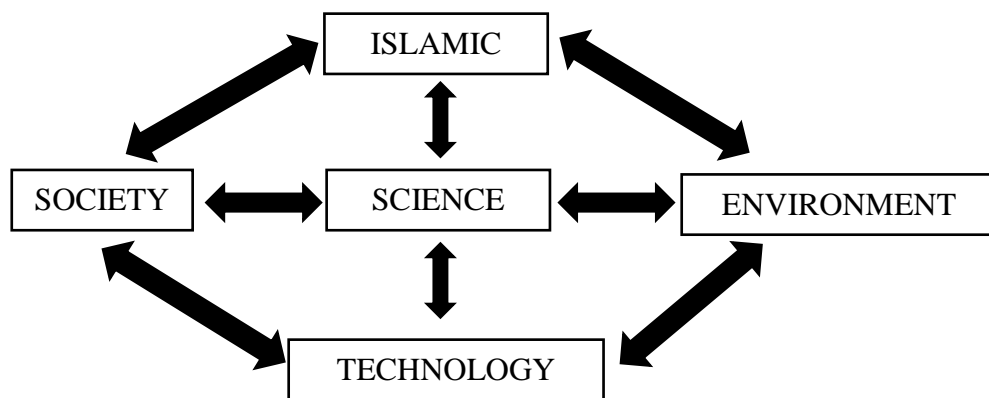 ISLAMIC
SOCIETY
SCIENCE
ENVIRONMENT
TECHNOLOGY